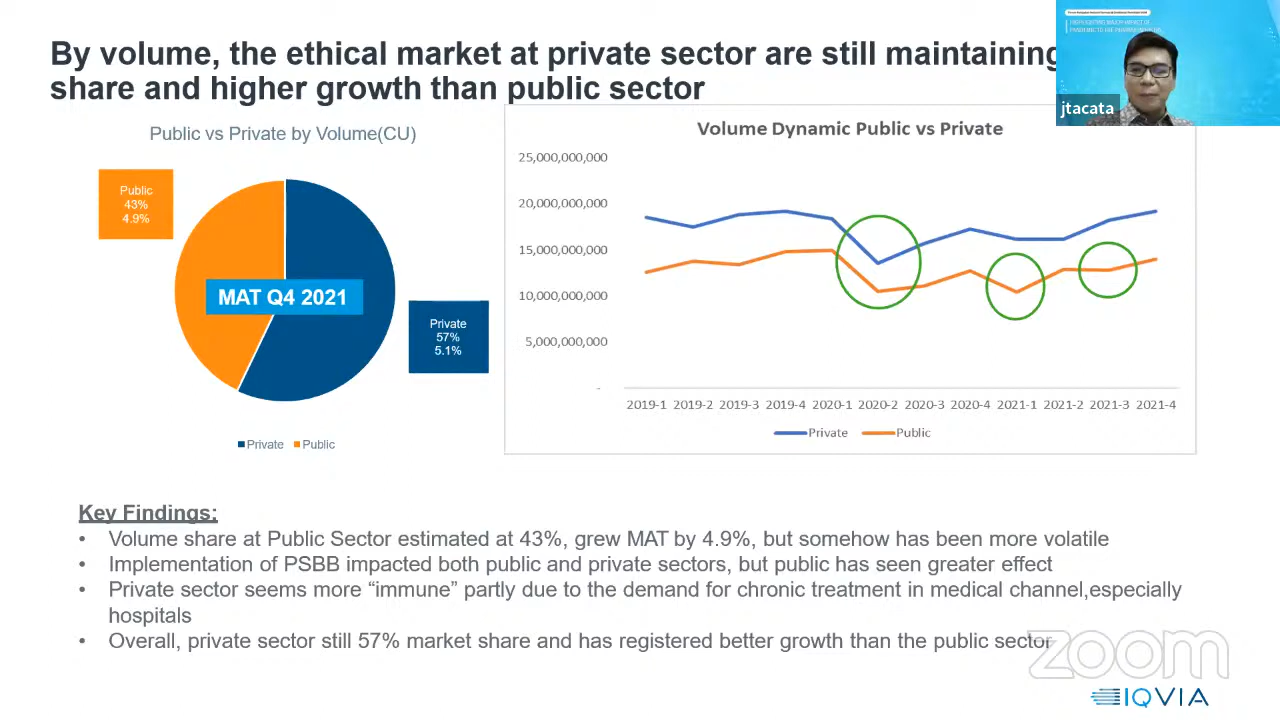 By volume, the ethical market at private sector are still maintaining
share and higher growth than public sector
jtacata
Public vs Private by Volume(CU)
Public
43%
4.9%
MAT Q4 2021
Private
57%
5.1%
Private Public
Volume Dynamic Public vs Private
25,000,000,000
20,000,000,000
15,000,000,000
10,000,000,000
5,000,000,000
-
2019-1 2019-2 2019-3 2019-4 2020-1 2020-2 2020-3 2020-4 2021-1 2021-2 2021-3 2021-4
Private Public
Key Findings:
• Volume share at Public Sector estimated at 43%, grew MAT by 4.9%, but somehow has been more volatile
• Implementation of PSBB impacted both public and private sectors, but public has seen greater effect
• Private sector seems more “immune” partly due to the demand for chronic treatment in medical channel,especially
hospitals
• Overall, private sector still 57% market share and has registered better growth than the public sector
zoom
IQVIA